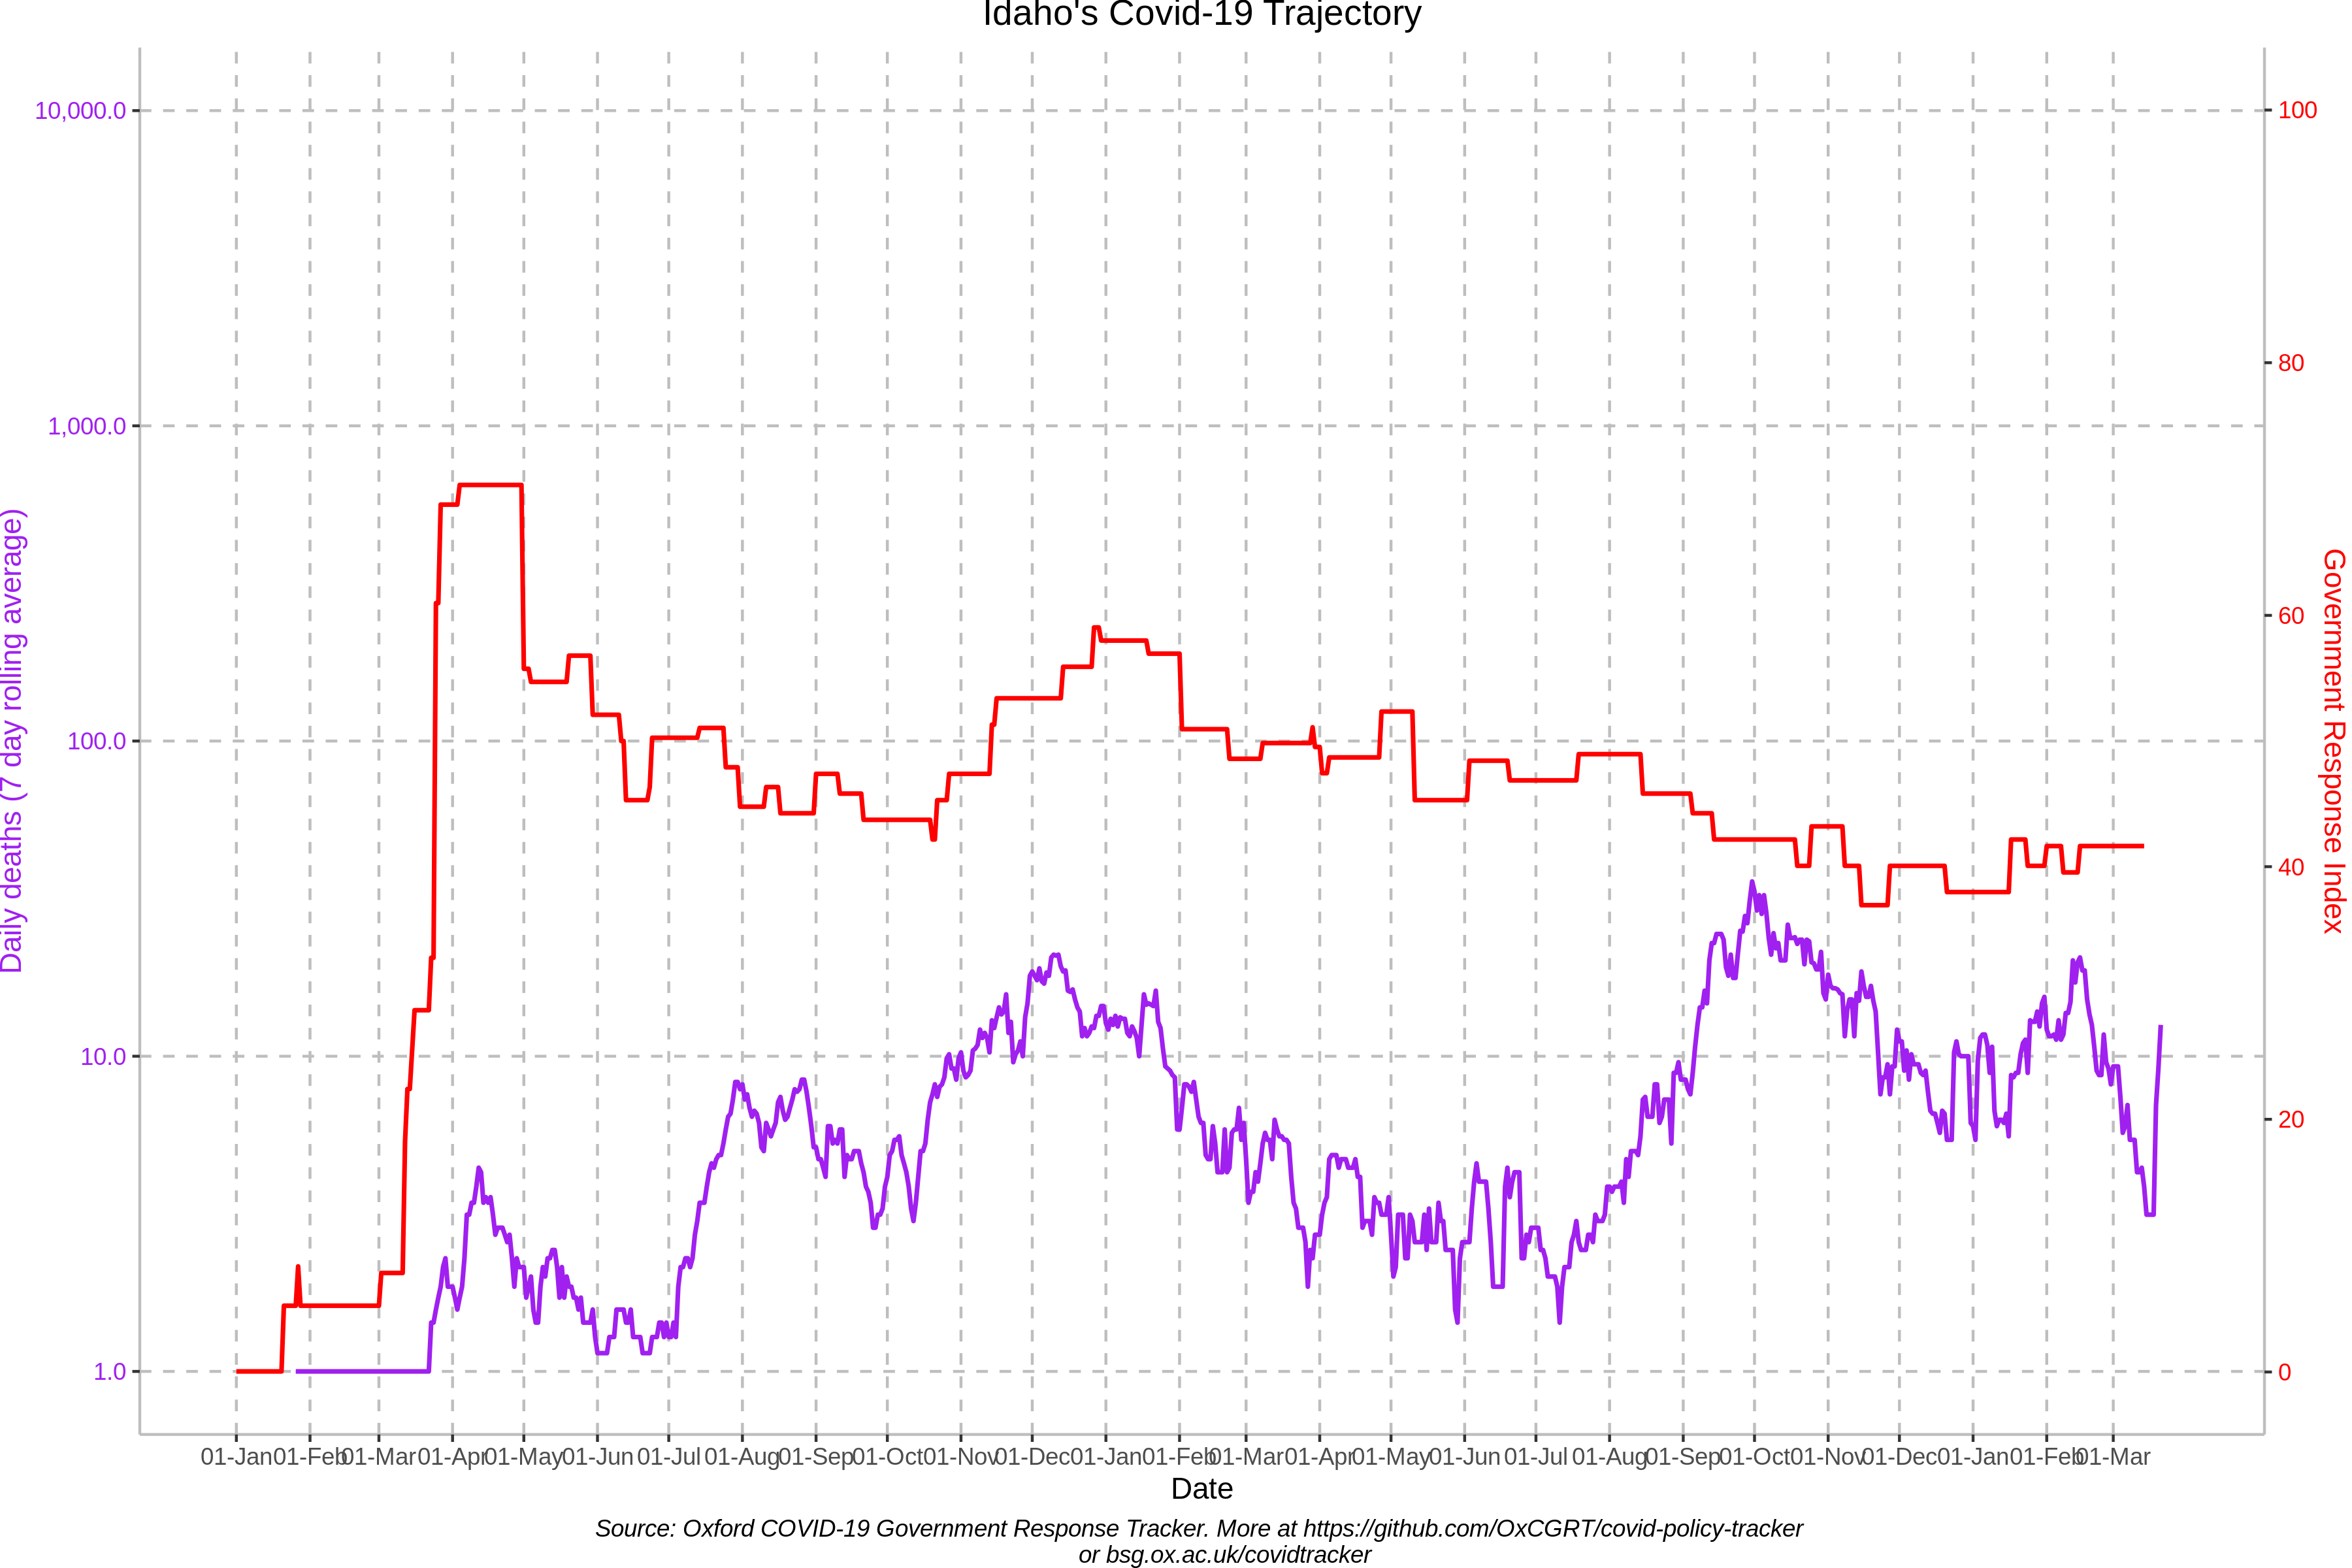 Idaho's Covid-19 Trajectory
10,000.0
1,000.0
100.0
10.0
1.0
Daily deaths (7 day rolling average)
100
80
60
40
20
0
Government Response Index
01-Jan 01-Feb 01-Mar 01-Apr 01-May 01-Jun 01-Jul 01-Aug 01-Sep 01-Oct 01-Nov 01-Dec 01-Jan 01-Feb 01-Mar 01-Apr 01-May 01-Jun 01-Jul 01-Aug 01-Sep 01-Oct 01-Nov 01-Dec 01-Jan 01-Feb 01-Mar
Date
Source: Oxford COVID-19 Government Response Tracker. More at https://github.com/OxCGRT/covid-policy-tracker
or bsg.ox.ac.uk/covidtracker